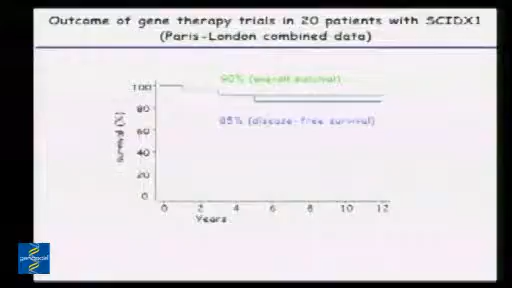 Outcome of gene therapy trials in 20 patients with SCIDX1
(Paris-London combined data)
90% (overall survival)
85% (disease-free survival)
survival (%)
100
80
60
40
20
0
0 2 4 6 8 10 12
Years